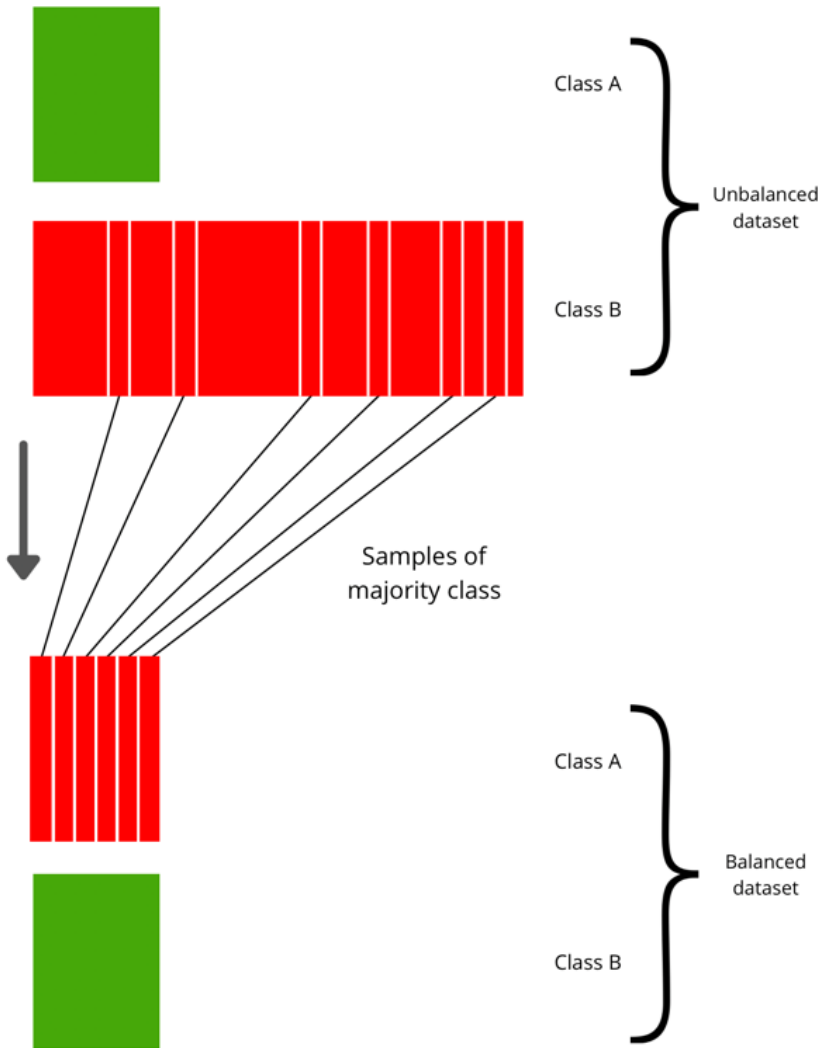 Class A
Unbalanced
dataset
Class B
Samples of
majority class
Class A
Balanced
dataset
Class B